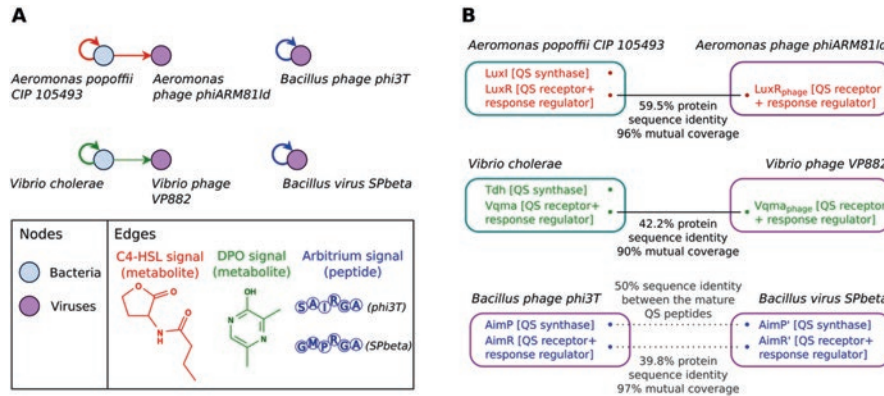 A
Aeromonas popoffii
CIP 105493
Aeromonas
phage phiARM81ld
Bacillus phage phi3T
Vibrio cholerae
Vibrio phage
VP882
Bacillus virus SPbeta
Nodes
Bacteria
Viruses
Edges
C4-HSL signal
(metabolite)
DPO signal
(metabolite)
Arbitrium signal
(peptide)
O
O
O
N
H
OH
N
N
SAIRGA (phi3T)
GMPRGA (SPbeta)
B
Aeromonas popoffii CIP 105493
Aeromonas phage phiARM81ld
LuxI [QS synthase]
LuxR [QS receptor+
response regulator]
59.5% protein
sequence identity
96% mutual coverage
LuxRphage [QS receptor
+ response regulator]
Vibrio cholerae
Vibrio phage VP882
Tdh [QS synthase]
Vqma [QS receptor+
response regulator]
42.2% protein
sequence identity
90% mutual coverage
Vqmaphage [QS receptor
+ response regulator]
Bacillus phage phi3T
50% sequence identity
between the mature
QS peptides
Bacillus virus SPbeta
AimP [QS synthase]
AimR [QS receptor+
response regulator]
39.8% protein
sequence identity
97% mutual coverage
AimP' [QS synthase]
AimR' [QS receptor+
response regulator]